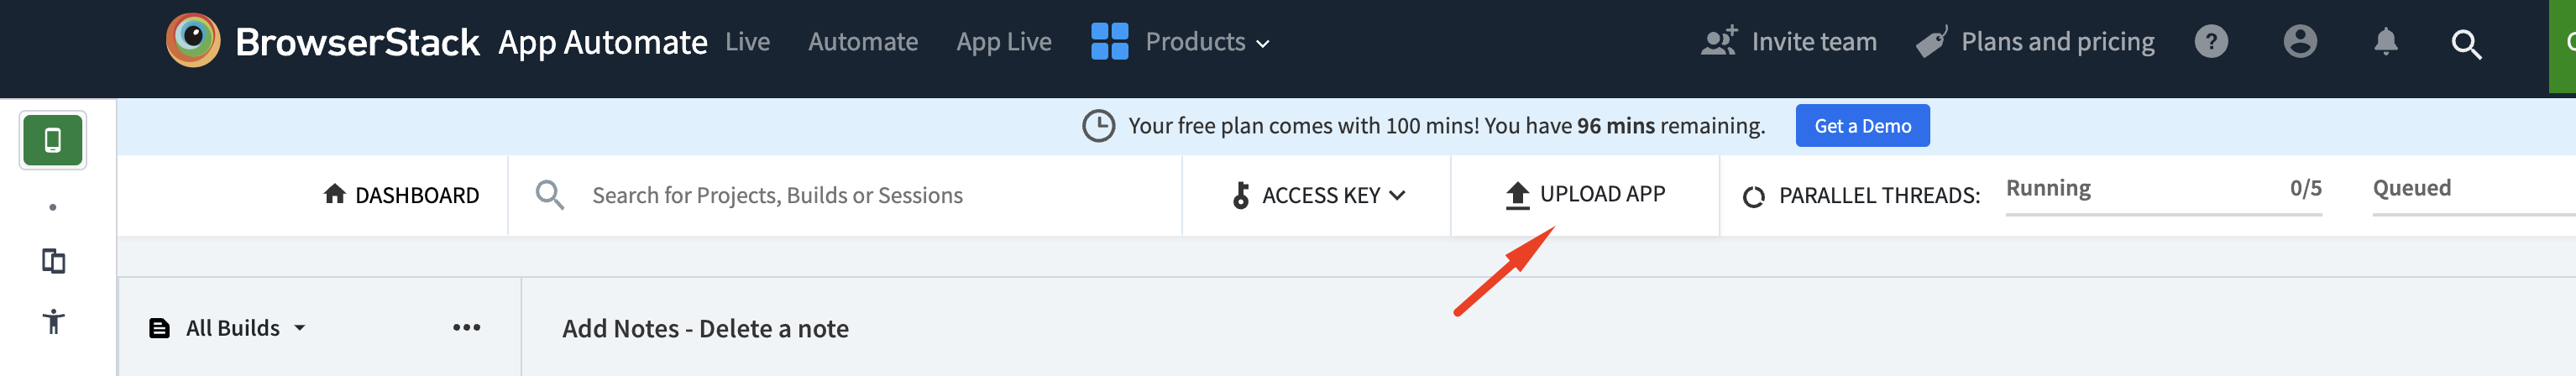 BrowserStack App Automate Live Automate App Live Products Invite team Plans and pricing ?
Your free plan comes with 100 mins! You have 96 mins remaining. Get a Demo
DASHBOARD Search for Projects, Builds or Sessions ACCESS KEY UPLOAD APP PARALLEL THREADS: Running 0/5 Queued
All Builds ••• Add Notes - Delete a note